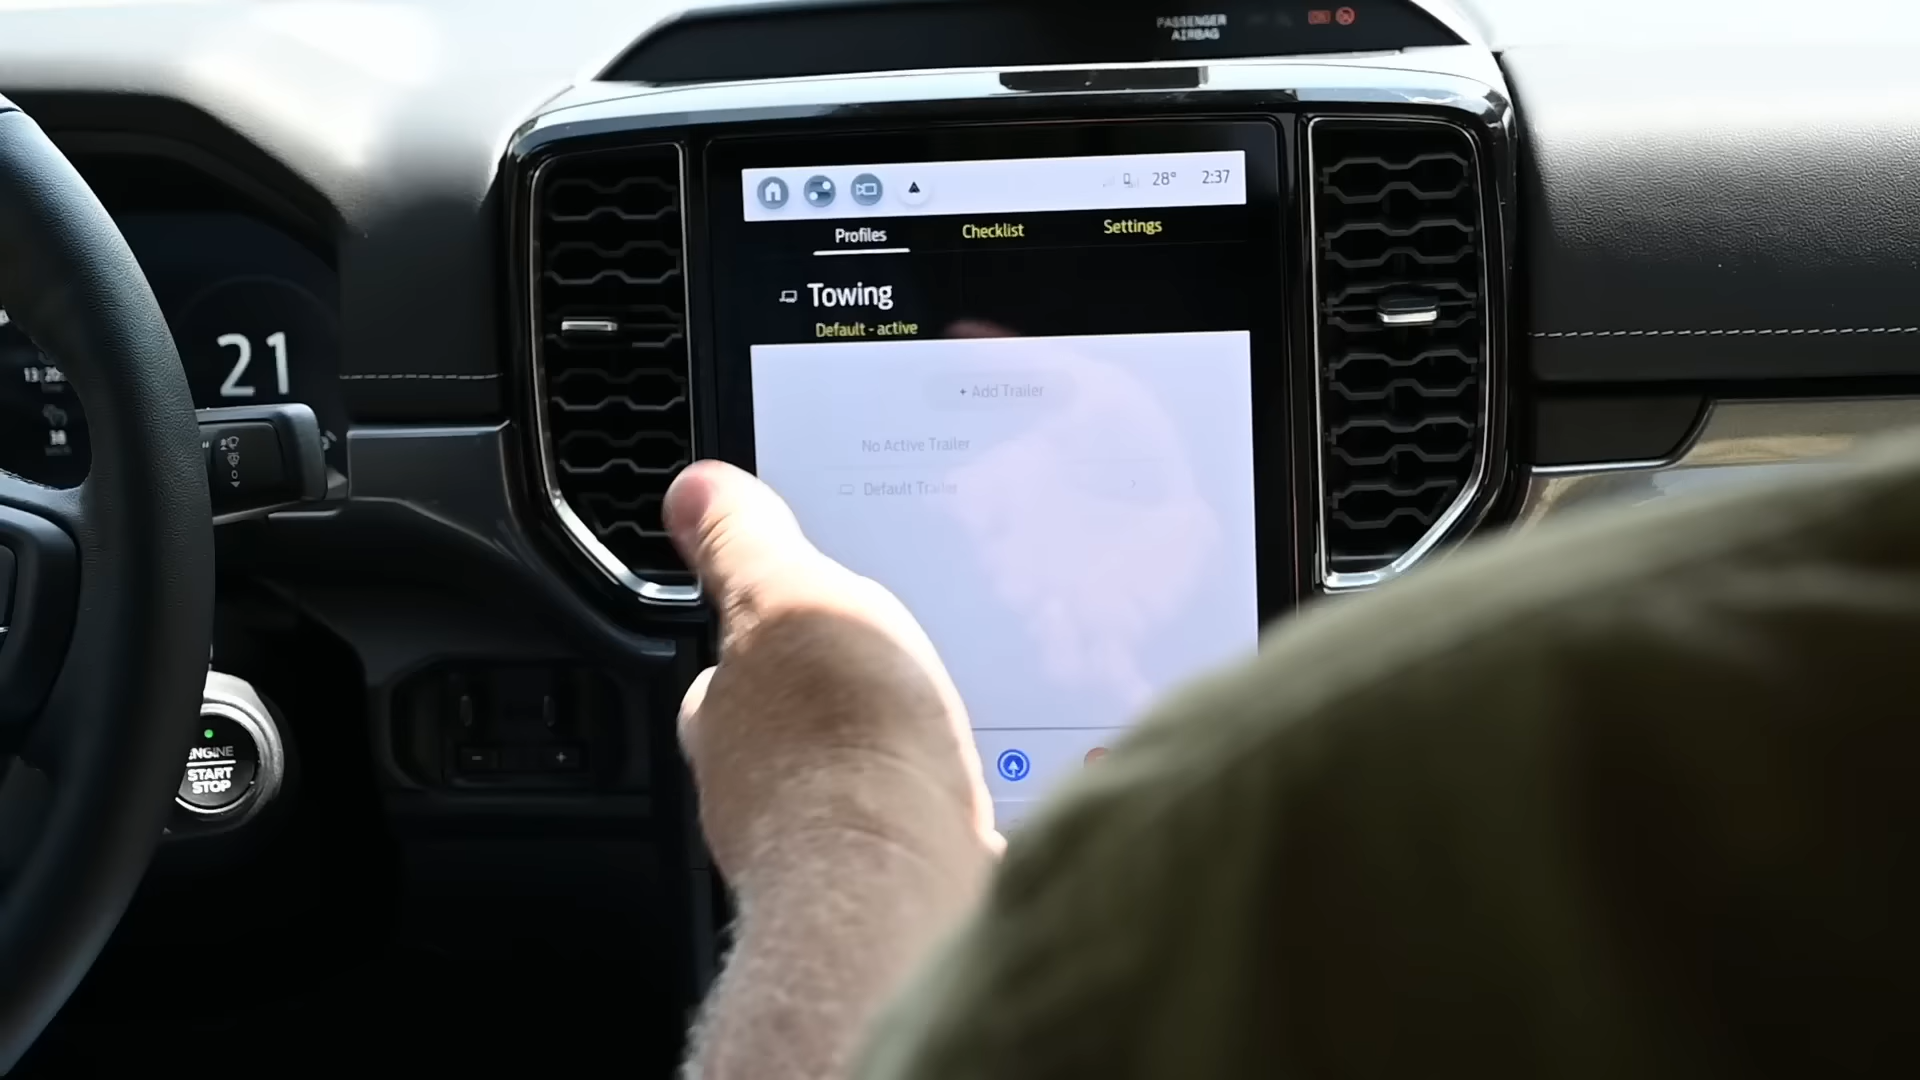 PASSENGER
AIRBAG
28° 2:37
Profiles Checklist Settings
Towing
Default - active
+ Add Trailer
No Active Trailer
Default Trailer
21
38
ENGINE
START
STOP